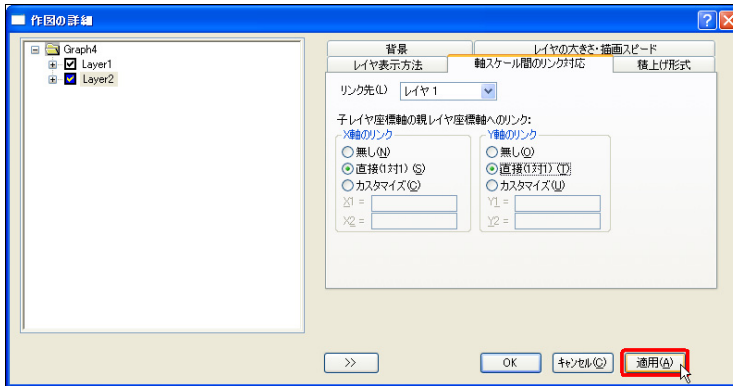 作図の詳細
Graph4
Layer1
Layer2
背景
レイヤの大きさ・描画スピード
レイヤ表示方法
軸スケール間のリンク対応
積上げ形式
リンク先(L) レイヤ 1
子レイヤ座標軸の親レイヤ座標軸へのリンク:
X軸のリンク
無し(N)
直接(1対1) (S)
カスタマイズ(C)
X1 =
X2 =
Y軸のリンク
無し(O)
直接(1対1) (T)
カスタマイズ(U)
Y1 =
Y2 =
>>
OK
キャンセル(C)
適用(A)